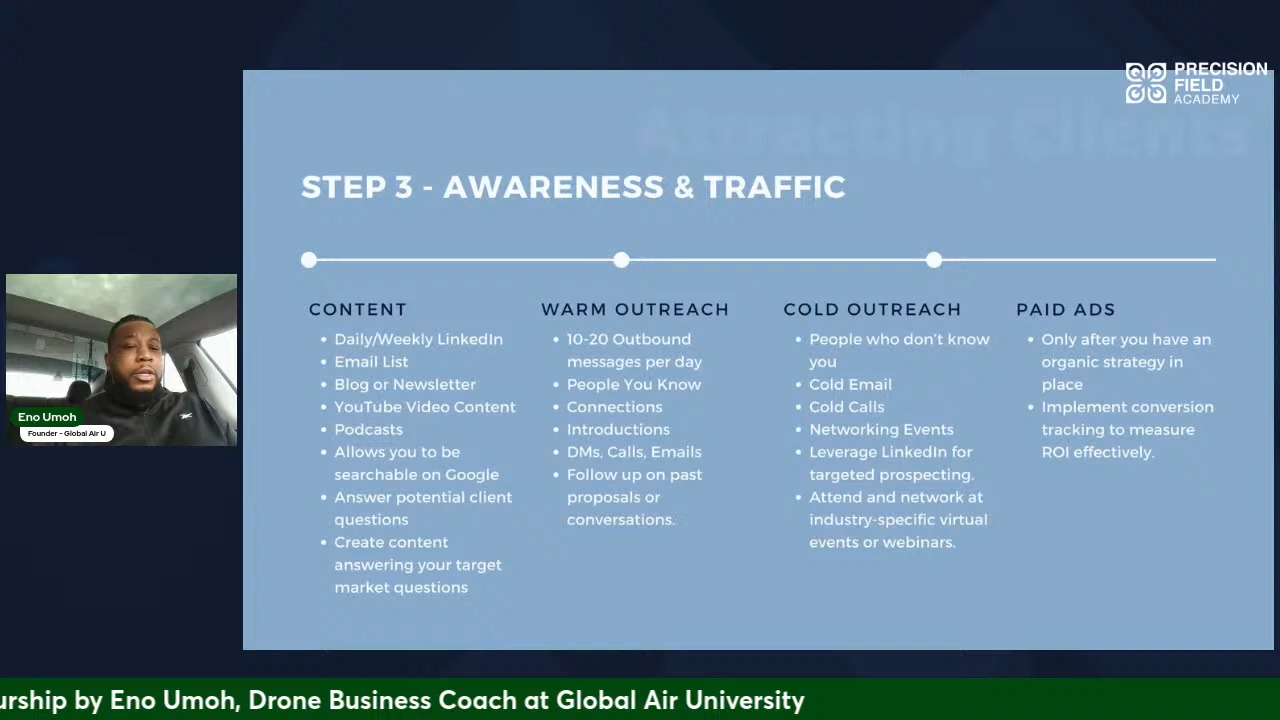 PRECISION
FIELD
ACADEMY
Attracting Clients
STEP 3 - AWARENESS & TRAFFIC
CONTENT
• Daily/Weekly LinkedIn
• Email List
• Blog or Newsletter
• YouTube Video Content
• Podcasts
• Allows you to be
searchable on Google
• Answer potential client
questions
• Create content
answering your target
market questions
WARM OUTREACH
• 10-20 Outbound
messages per day
• People You Know
• Connections
• Introductions
• DMs, Calls, Emails
• Follow up on past
proposals or
conversations.
COLD OUTREACH
• People who don't know
you
• Cold Email
• Cold Calls
• Networking Events
• Leverage LinkedIn for
targeted prospecting.
• Attend and network at
industry-specific virtual
events or webinars.
PAID ADS
• Only after you have an
organic strategy in
place
• Implement conversion
tracking to measure
ROI effectively.
Eno Umoh
Founder - Global Air U
urship by Eno Umoh, Drone Business Coach at Global Air University